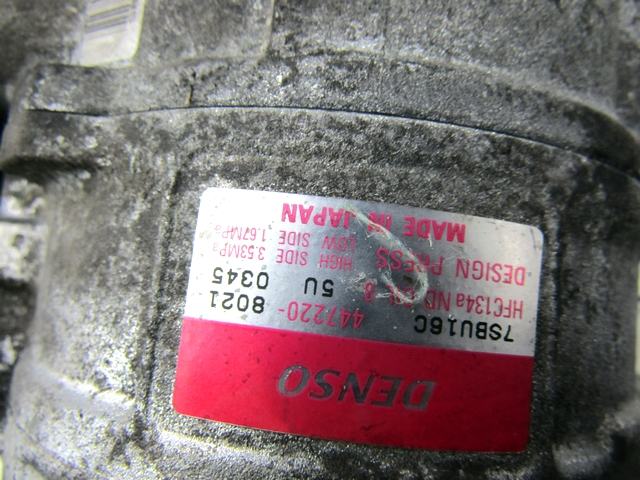 DENSO
7SBU16C 447220-8021
HFC134a ND OIL 8 5U 0345
DESIGN PRESS HIGH SIDE 3.53MPa
LOW SIDE 1.67MPa
MADE IN JAPAN